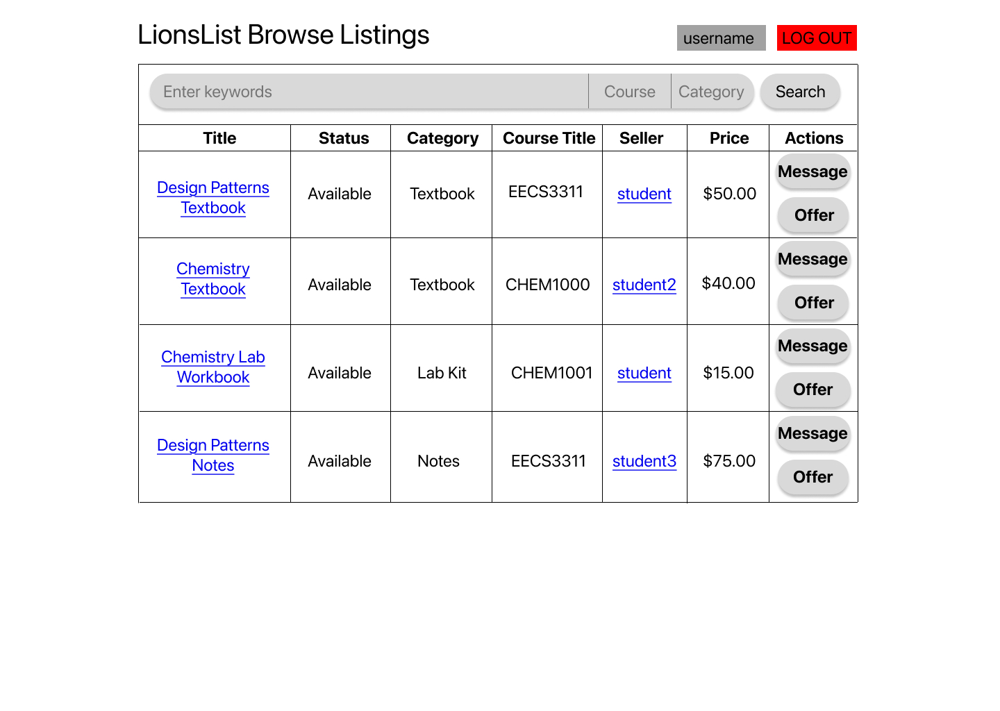 LionsList Browse Listings
username
LOG OUT
Enter keywords
Course
Category
Search
Title
Status
Category
Course Title
Seller
Price
Actions
Design Patterns
Textbook
Available
Textbook
EECS3311
student
$50.00
Message
Offer
Chemistry
Textbook
Available
Textbook
CHEM1000
student2
$40.00
Message
Offer
Chemistry Lab
Workbook
Available
Lab Kit
CHEM1001
student
$15.00
Message
Offer
Design Patterns
Notes
Available
Notes
EECS3311
student3
$75.00
Message
Offer